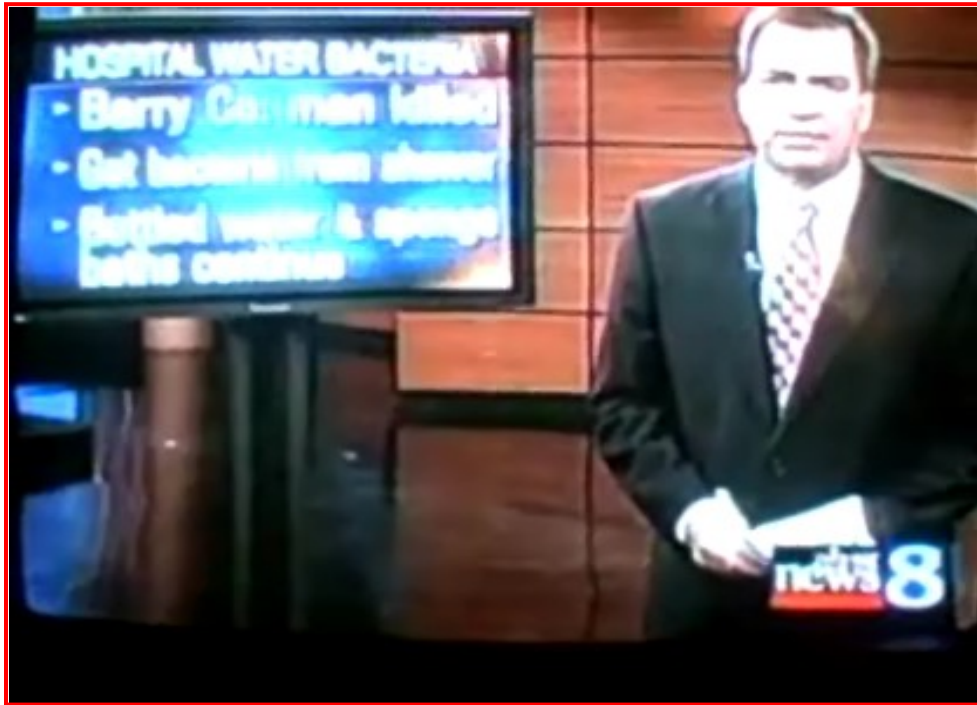 HOSPITAL WATER BACTERIA
- Barry Co. man killed
- Got bacteria from shower
- Bottled water & sponge
baths continue
news 8